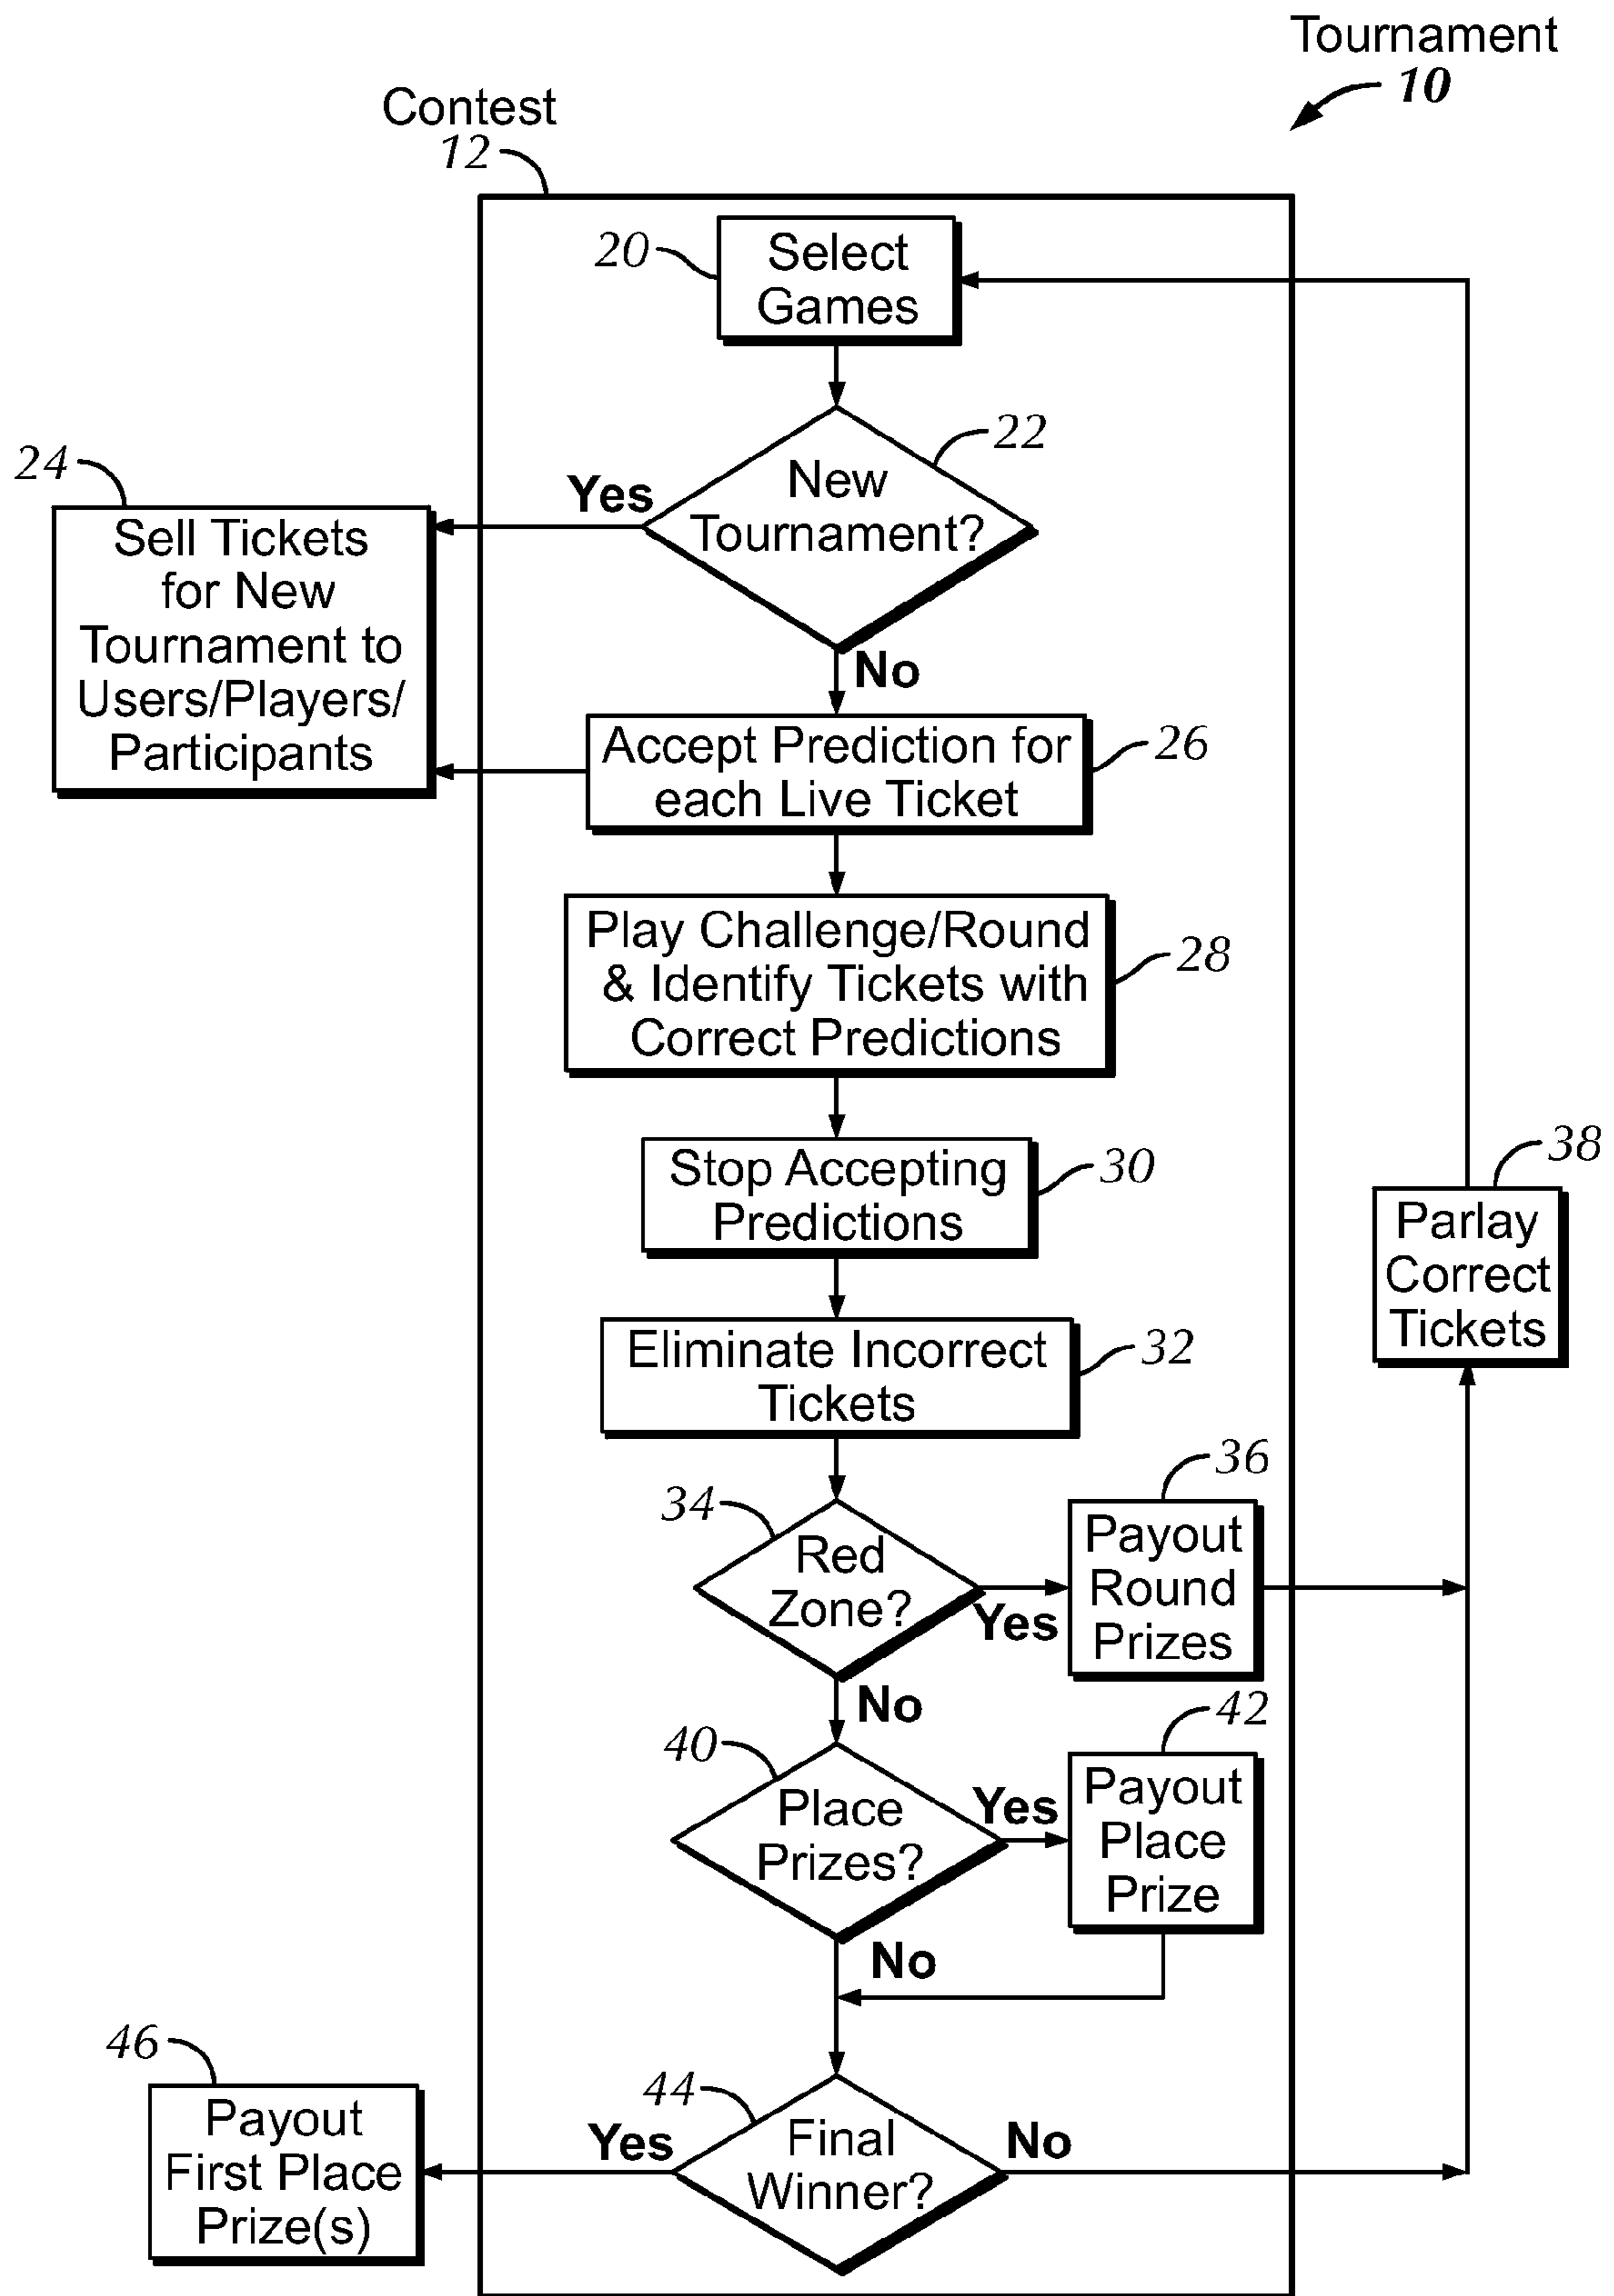 Tournament
10
Contest
12
20
Select
Games
22
New
Tournament?
Yes
24
Sell Tickets
for New
Tournament to
Users/Players/
Participants
No
Accept Prediction for
each Live Ticket
26
Play Challenge/Round
& Identify Tickets with
Correct Predictions
28
Stop Accepting
Predictions
30
38
Parlay
Correct
Tickets
Eliminate Incorrect
Tickets
32
34
Red
Zone?
Yes
36
Payout
Round
Prizes
No
40
Place
Prizes?
Yes
42
Payout
Place
Prize
No
44
Final
Winner?
Yes
No
46
Payout
First Place
Prize(s)